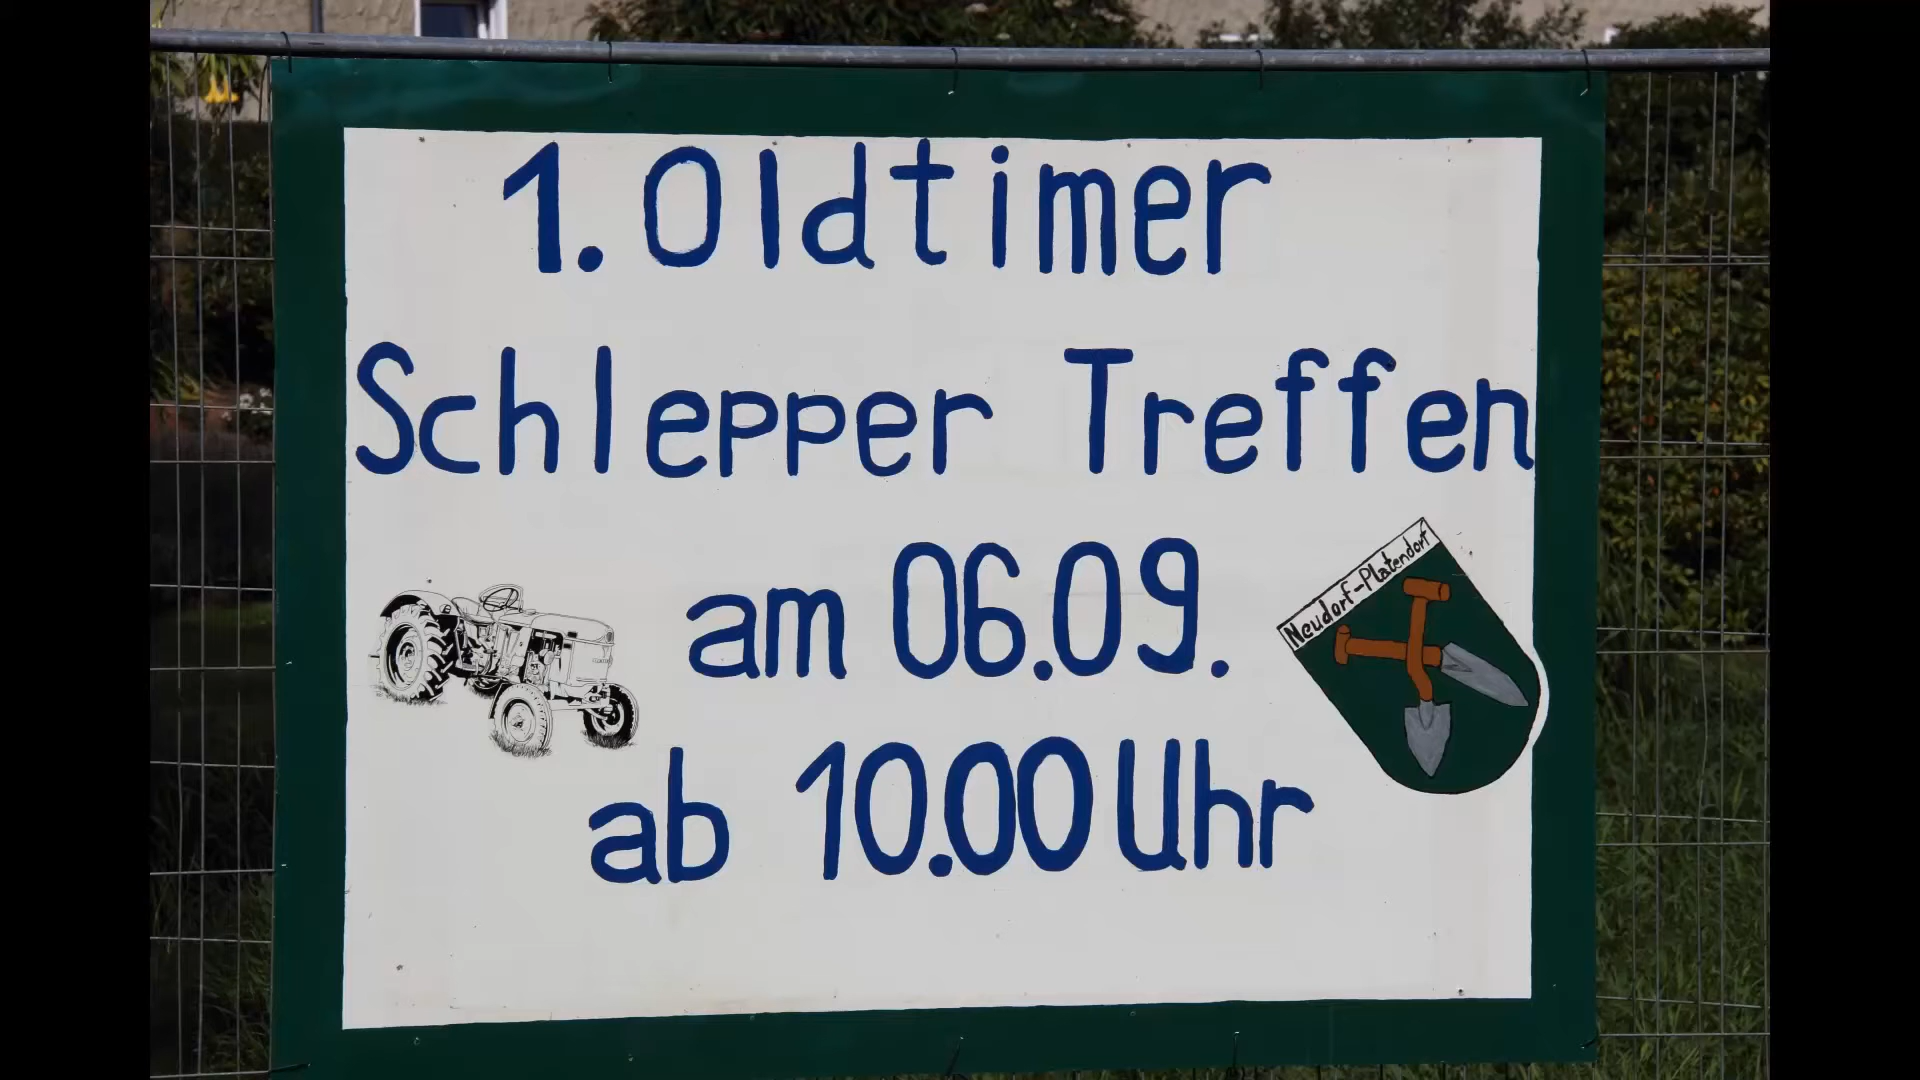 1. Oldtimer
Schlepper Treffen
am 06.09.
Neudorf-Platendorf
ab 10.00 Uhr